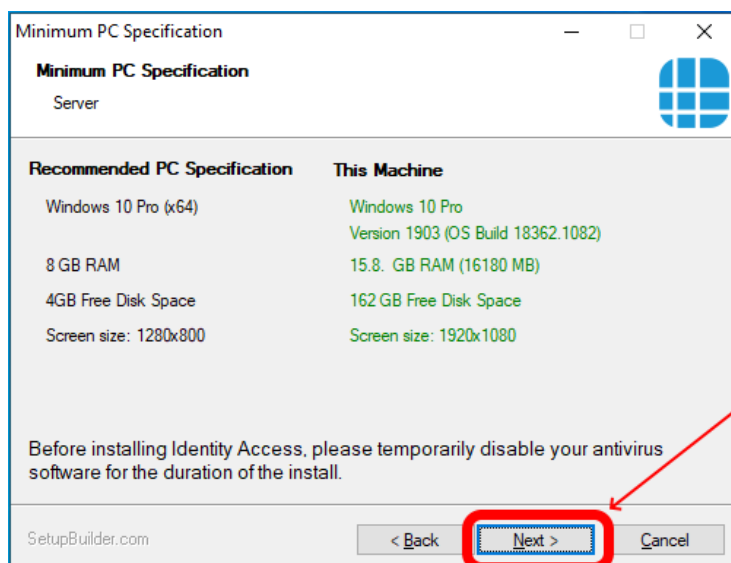 Minimum PC Specification
Minimum PC Specification
Server
Recommended PC Specification This Machine
Windows 10 Pro (x64) Windows 10 Pro
Version 1903 (OS Build 18362.1082)
8 GB RAM 15.8. GB RAM (16180 MB)
4GB Free Disk Space 162 GB Free Disk Space
Screen size: 1280x800 Screen size: 1920x1080
Before installing Identity Access, please temporarily disable your antivirus
software for the duration of the install.
SetupBuilder.com < Back Next > Cancel